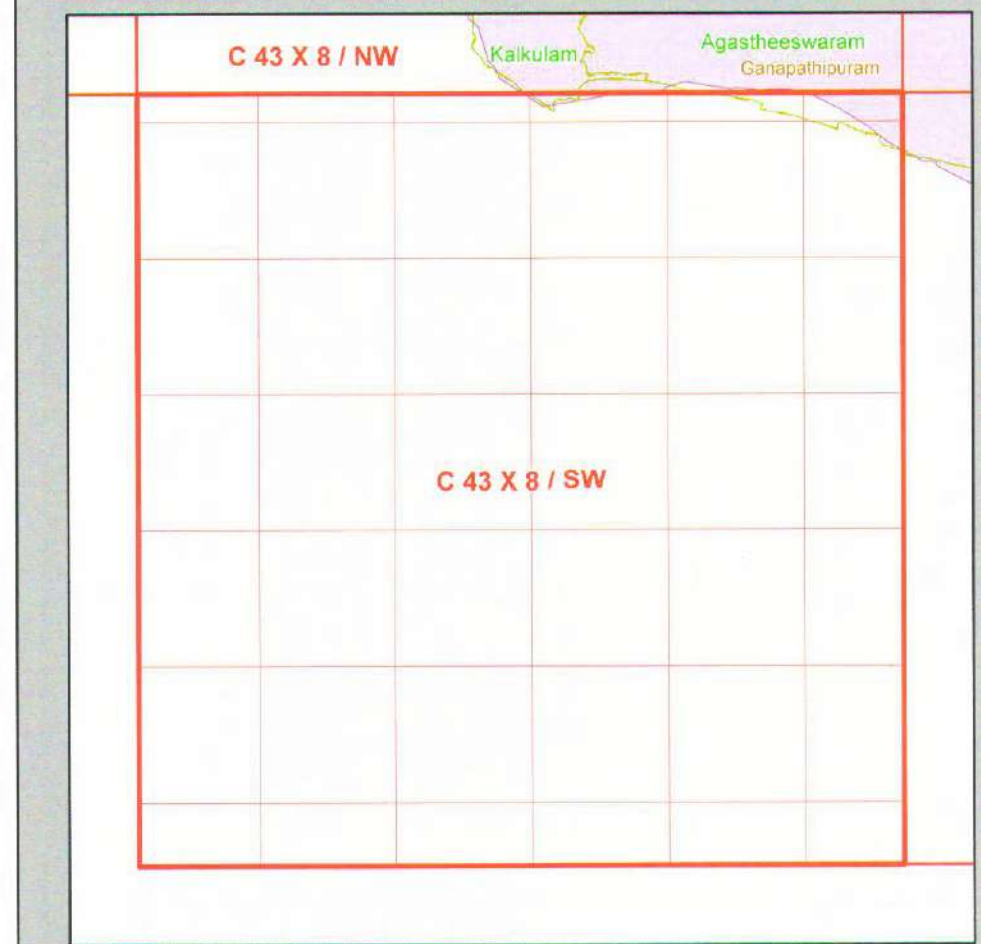 C 43 X 8 / NW
Kalkulam
Agastheeswaram
Ganapathipuram
C 43 X 8 / SW